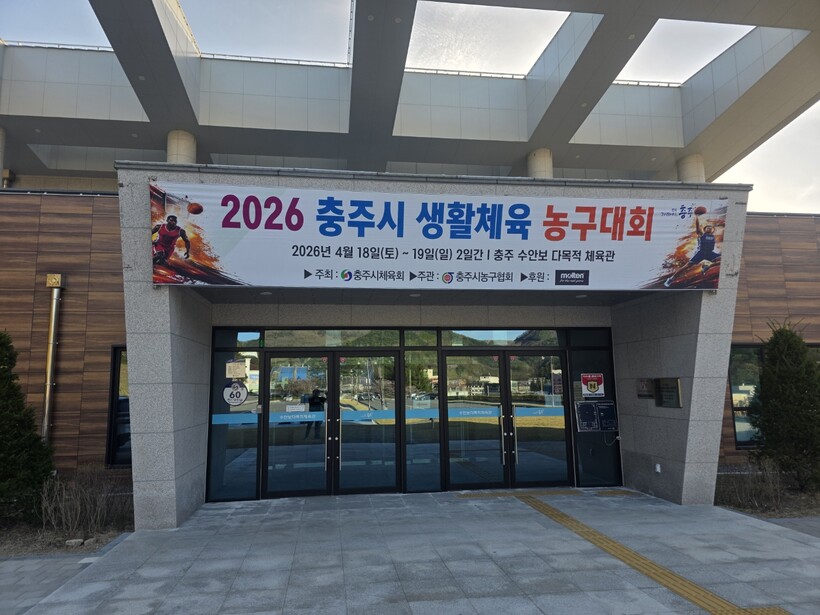 2026 충주시 생활체육 농구대회
충주
2026년 4월 18일(토) ~ 19일(일) 2일간 I 충주 수안보 다목적 체육관
▶주최 : 충주시체육회 ▶주관 : 충주시농구협회 ▶후원 : molten
60
N